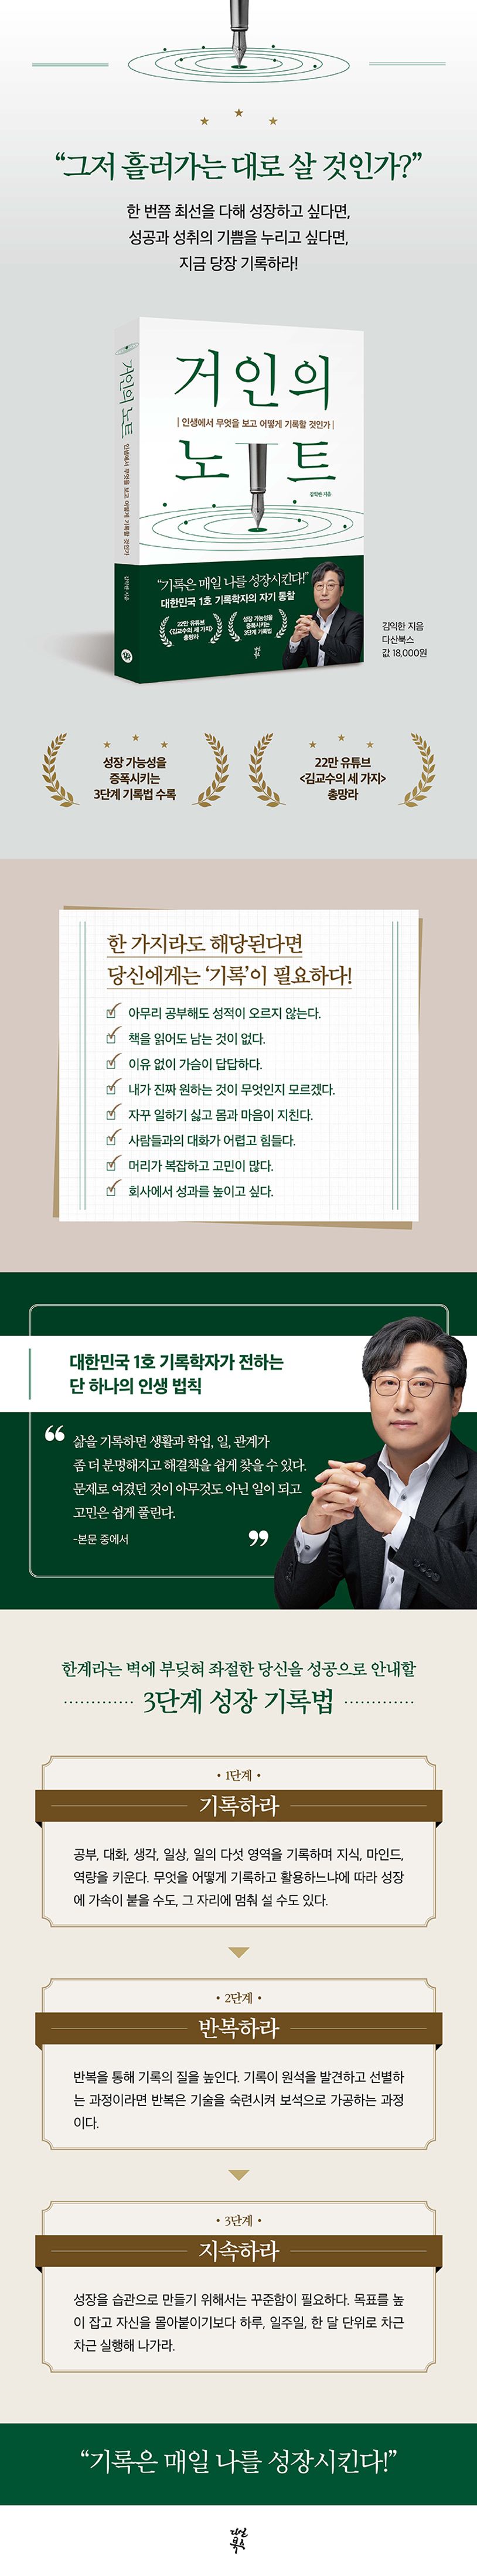 “그저 흘러가는 대로 살 것인가?”
한 번쯤 최선을 다해 성장하고 싶다면,
성공과 성취의 기쁨을 누리고 싶다면,
지금 당장 기록하라!
거인의 노트
인생에서 무엇을 보고 어떻게 기록할 것인가
김익한 지음
거인의
| 인생에서 무엇을 보고 어떻게 기록할 것인가 |
노트
김익한 지음
“기록은 매일 나를 성장시킨다!”
대한민국 1호 기록학자의 자기 통찰
22만 유튜브
<김교수의 세 가지>
총망라
성장 가능성을
증폭시키는
3단계 기록법
김익한 지음
다산북스
값 18,000원
성장 가능성을
증폭시키는
3단계 기록법 수록
22만 유튜브
<김교수의 세 가지>
총망라
한 가지라도 해당된다면
당신에게는 ‘기록’이 필요하다!
아무리 공부해도 성적이 오르지 않는다.
책을 읽어도 남는 것이 없다.
이유 없이 가슴이 답답하다.
내가 진짜 원하는 것이 무엇인지 모르겠다.
자꾸 일하기 싫고 몸과 마음이 지친다.
사람들과의 대화가 어렵고 힘들다.
머리가 복잡하고 고민이 많다.
회사에서 성과를 높이고 싶다.
대한민국 1호 기록학자가 전하는
단 하나의 인생 법칙
“ 삶을 기록하면 생활과 학업, 일, 관계가
좀 더 분명해지고 해결책을 쉽게 찾을 수 있다.
문제로 여겼던 것이 아무것도 아닌 일이 되고
고민은 쉽게 풀린다.
-본문 중에서 ”
한계라는 벽에 부딪혀 좌절한 당신을 성공으로 안내할
3단계 성장 기록법
• 1단계 •
기록하라
공부, 대화, 생각, 일상, 일의 다섯 영역을 기록하며 지식, 마인드,
역량을 키운다. 무엇을 어떻게 기록하고 활용하느냐에 따라 성장
에 가속이 붙을 수도, 그 자리에 멈춰 설 수도 있다.
• 2단계 •
반복하라
반복을 통해 기록의 질을 높인다. 기록이 원석을 발견하고 선별하
는 과정이라면 반복은 기술을 숙련시켜 보석으로 가공하는 과정
이다.
• 3단계 •
지속하라
성장을 습관으로 만들기 위해서는 꾸준함이 필요하다. 목표를 높
이 잡고 자신을 몰아붙이기보다 하루, 일주일, 한 달 단위로 차근
차근 실행해 나가라.
“기록은 매일 나를 성장시킨다!”
다산
북스